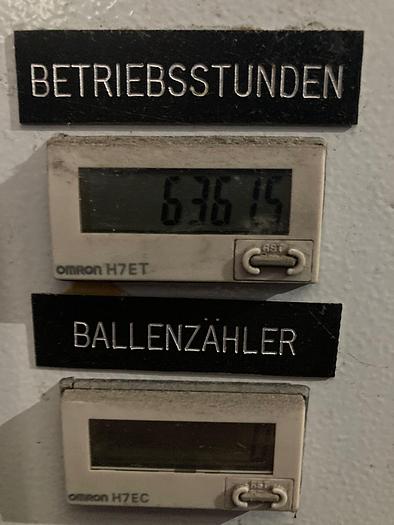 BETRIEBSSTUNDEN
63615
RST
OMRON H7ET
BALLENZÄHLER
RST
OMRON H7EC